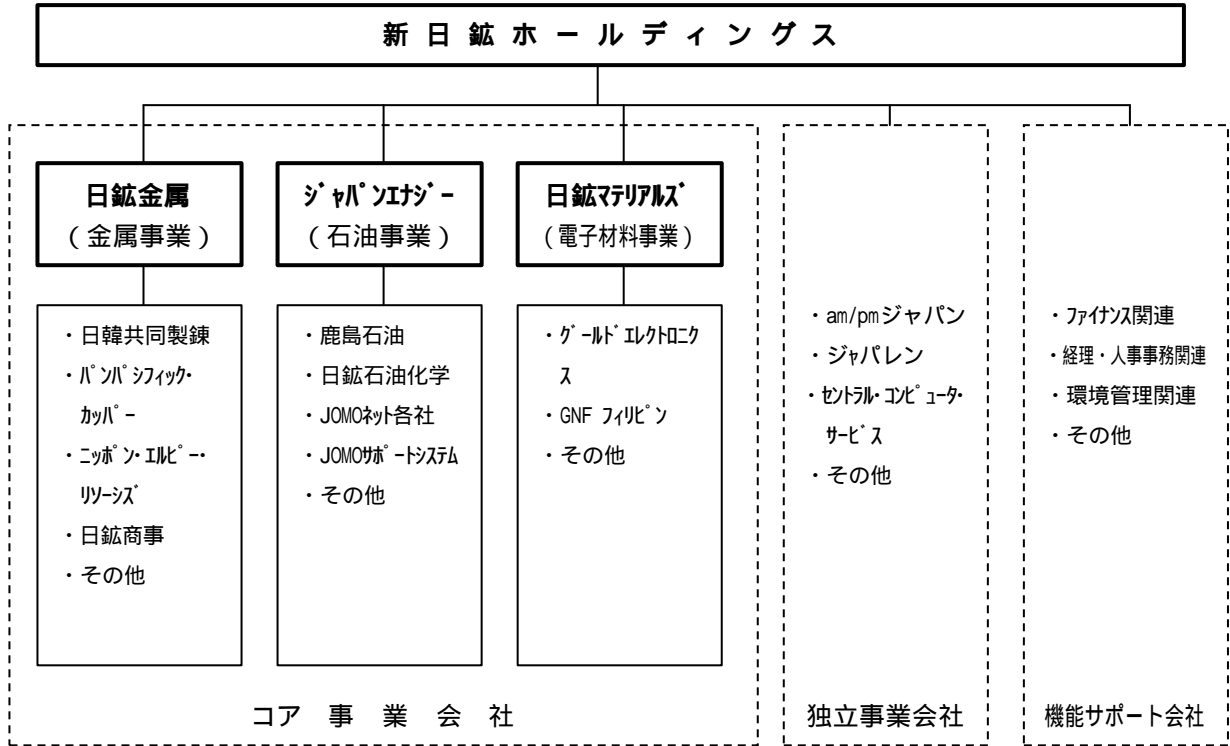 新日鉱ホールディングス
日鉱金属
（金属事業）
・日韓共同製錬
・ﾊﾟﾝﾊﾟｼﾌｨｯｸ･
ｶｯﾊﾟｰ
・ﾆｯﾎﾟﾝ･ｴﾙﾋﾟｰ･
ﾘｿｰｼｽﾞ
・日鉱商事
・その他
ｼﾞｬﾊﾟﾝｴﾅｼﾞｰ
（石油事業）
・鹿島石油
・日鉱石油化学
・JOMOﾈｯﾄ各社
・JOMOｻﾎﾟｰﾄｼｽﾃﾑ
・その他
日鉱ﾏﾃﾘｱﾙｽﾞ
（電子材料事業）
・ｸﾞｰﾙﾄﾞｴﾚｸﾄﾛﾆｸ
ｽ
・GNF ﾌｨﾘﾋﾟﾝ
・その他
コア事業会社
・am/pmジャパン
・ジャパレン
・ｾﾝﾄﾗﾙ･ｺﾝﾋﾟｭｰﾀ･
ｻｰﾋﾞｽ
・その他
独立事業会社
・ﾌｧｲﾅﾝｽ関連
・経理・人事事務関連
・環境管理関連
・その他
機能サポート会社